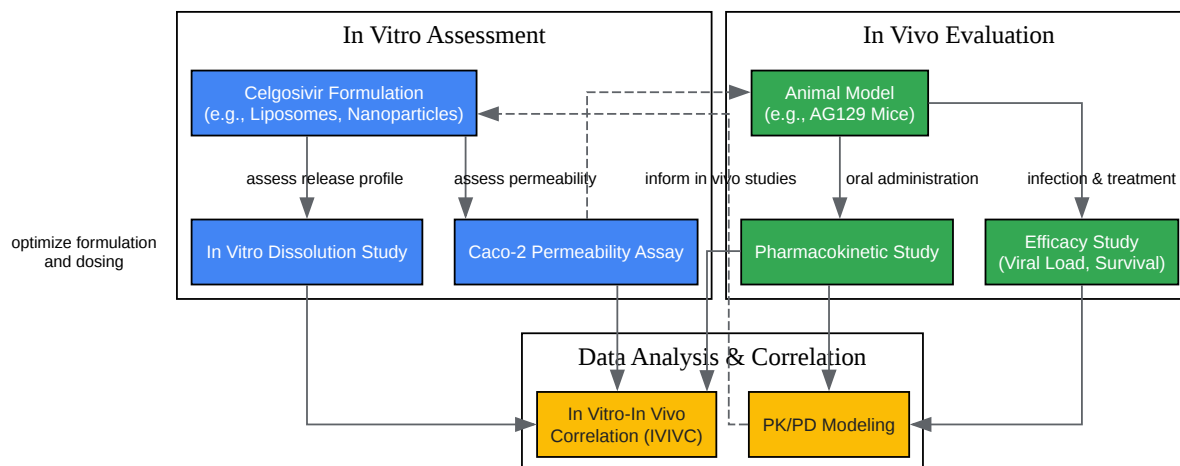 In Vitro Assessment
In Vivo Evaluation
Celgosivir Formulation
(e.g., Liposomes, Nanoparticles)
Animal Model
(e.g., AG129 Mice)
assess release profile
assess permeability
inform in vivo studies
oral administration
infection & treatment
optimize formulation
and dosing
In Vitro Dissolution Study
Caco-2 Permeability Assay
Pharmacokinetic Study
Efficacy Study
(Viral Load, Survival)
Data Analysis & Correlation
In Vitro-In Vivo
Correlation (IVIVC)
PK/PD Modeling